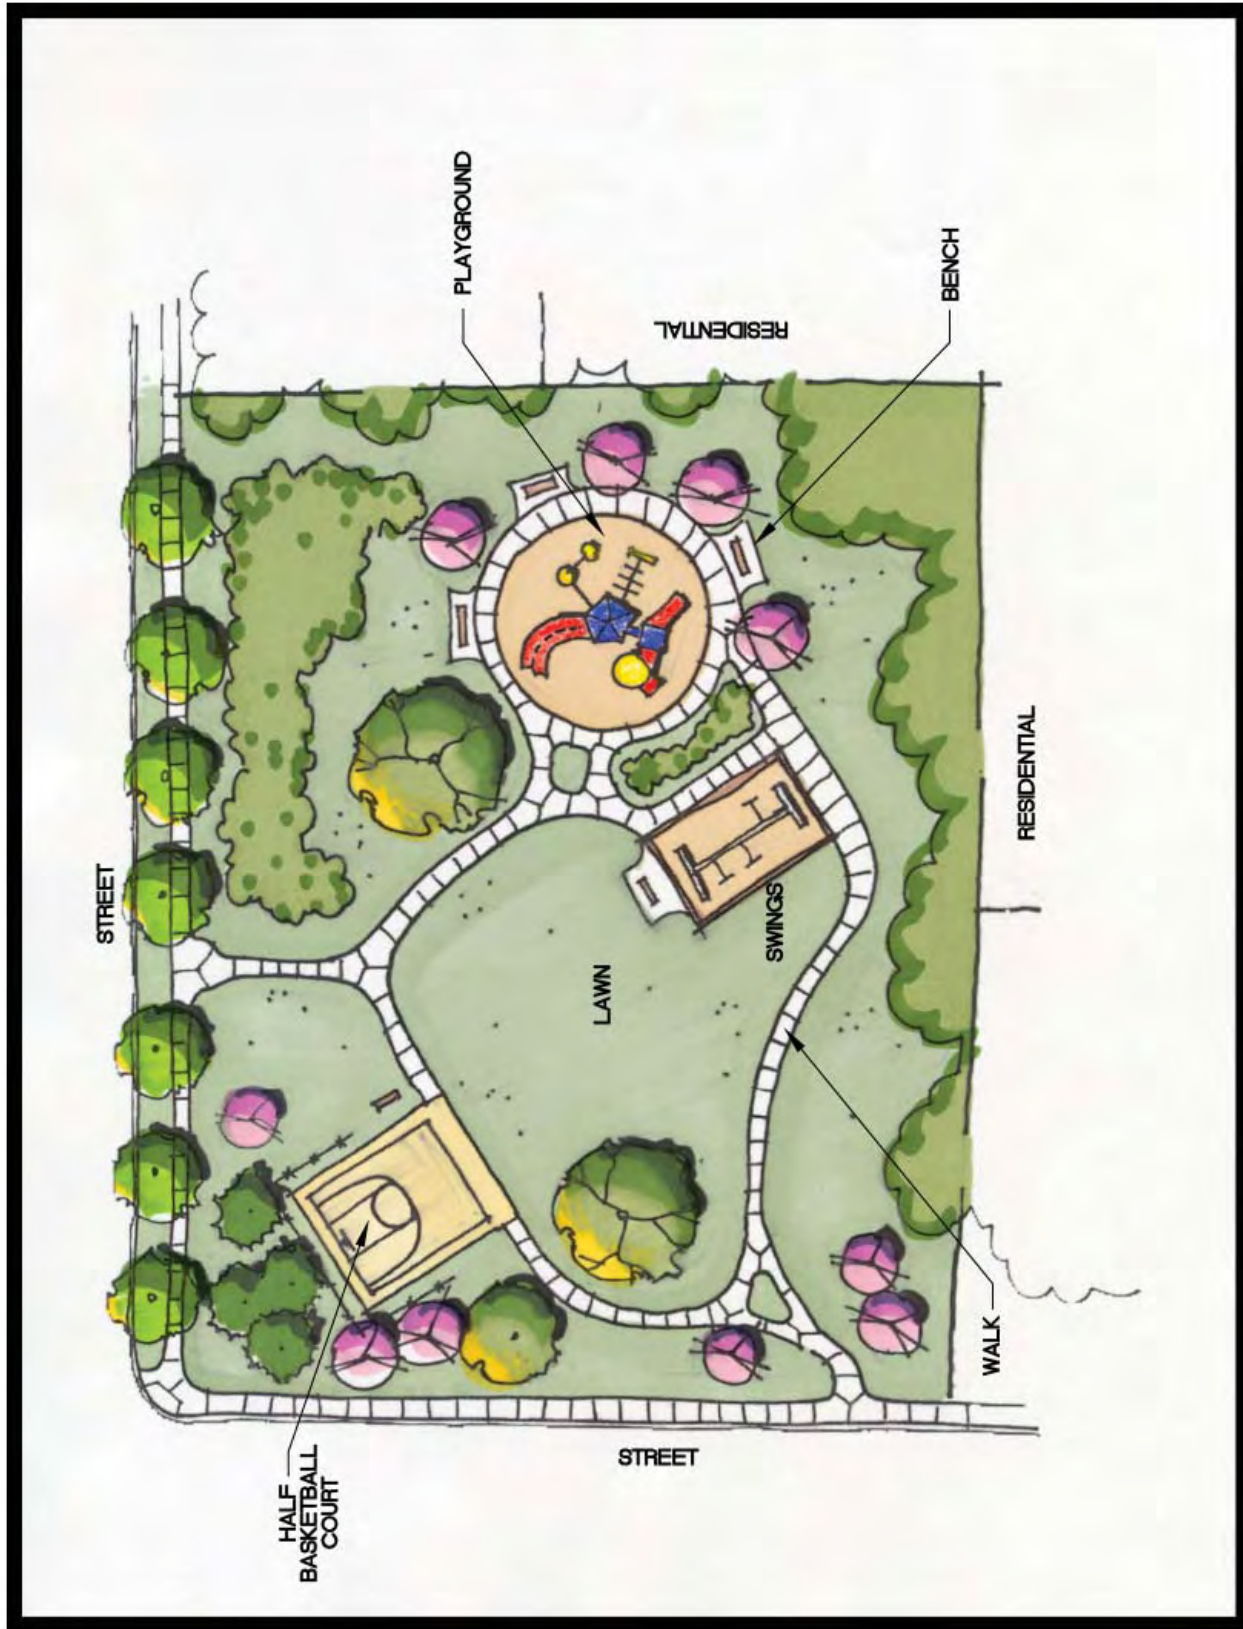 STREET
HALF
BASKETBALL
COURT
PLAYGROUND
RESIDENTIAL
BENCH
LAWN
SWINGS
STREET
WALK
RESIDENTIAL